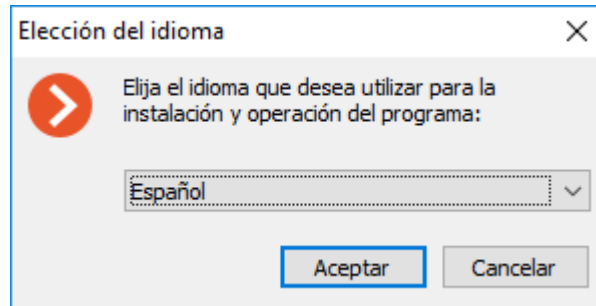 Elección del idioma
Elija el idioma que desea utilizar para la
instalación y operación del programa:
Español
Aceptar Cancelar